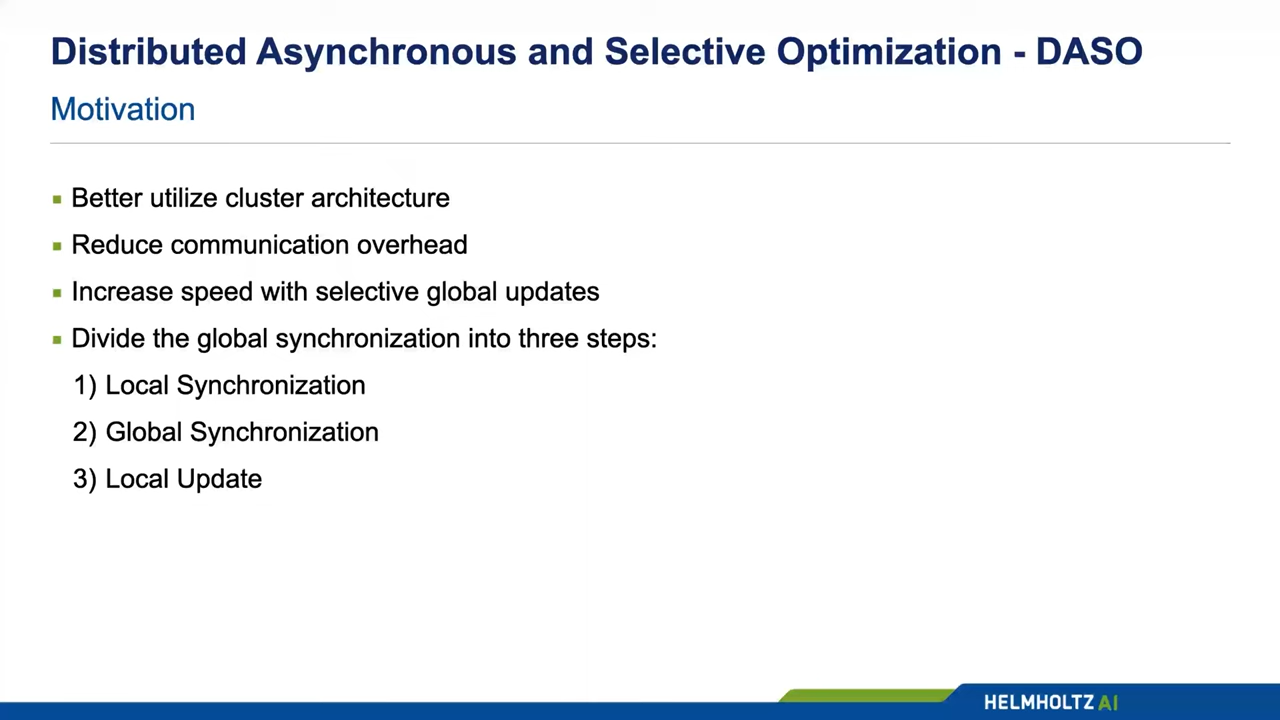 Distributed Asynchronous and Selective Optimization - DASO
Motivation
Better utilize cluster architecture
Reduce communication overhead
Increase speed with selective global updates
Divide the global synchronization into three steps:
1) Local Synchronization
2) Global Synchronization
3) Local Update
HELMHOLTZ AI